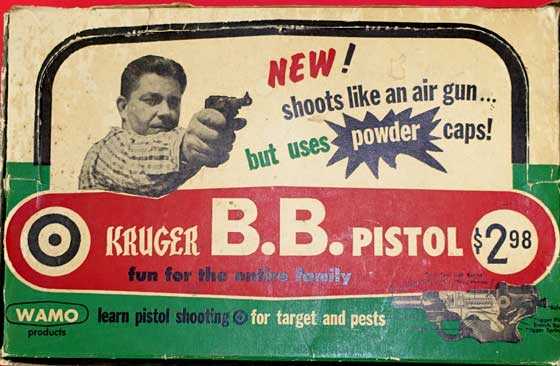 NEW!
shoots like an air gun...
but uses powder caps!
KRUGER B.B. PISTOL $2.98
fun for the entire family
WAMO
products
learn pistol shooting for target and pests